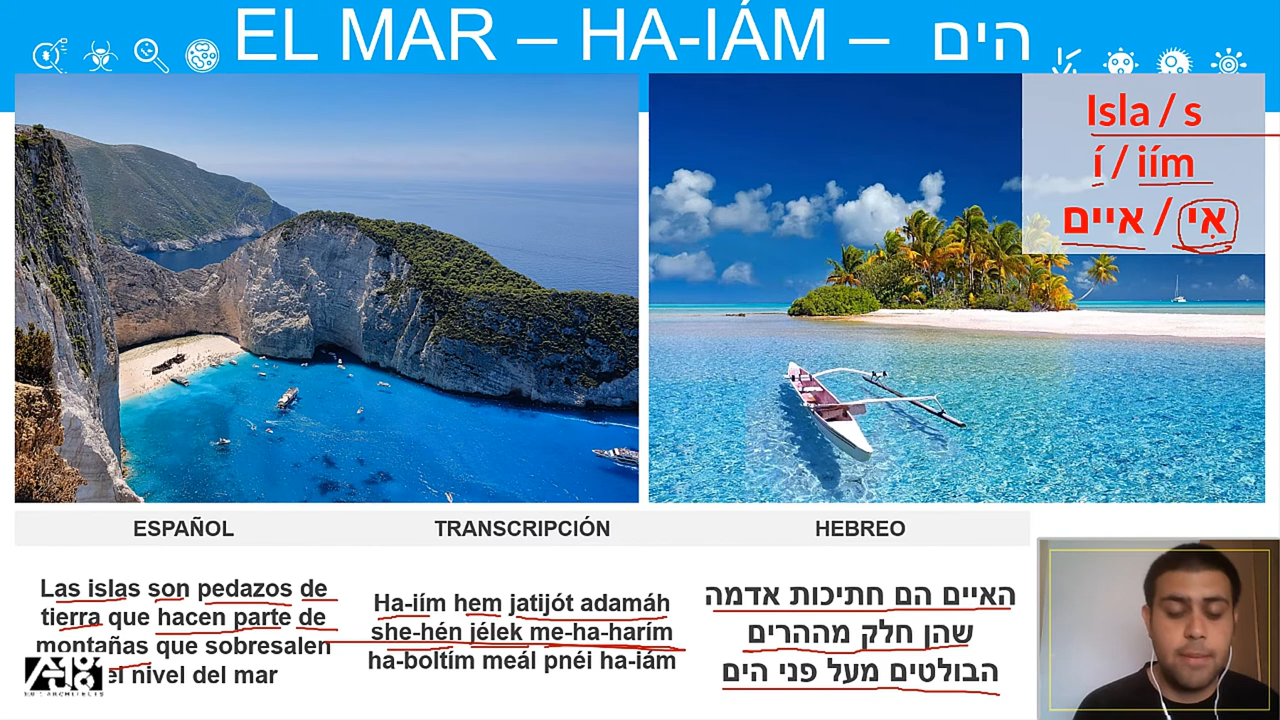 EL MAR – HA-IÁM – הים
Isla / s
í / iím
אִי / איים
ESPAÑOL
TRANSCRIPCIÓN
HEBREO
Las islas son pedazos de
tierra que hacen parte de
montañas que sobresalen
el nivel del mar
Ha-iím hem jatijót adamáh
she-hén jélek me-ha-harím
ha-boltím meál pnéi ha-iám
האיים הם חתיכות אדמה
שהן חלק מההרים
הבולטים מעל פני הים